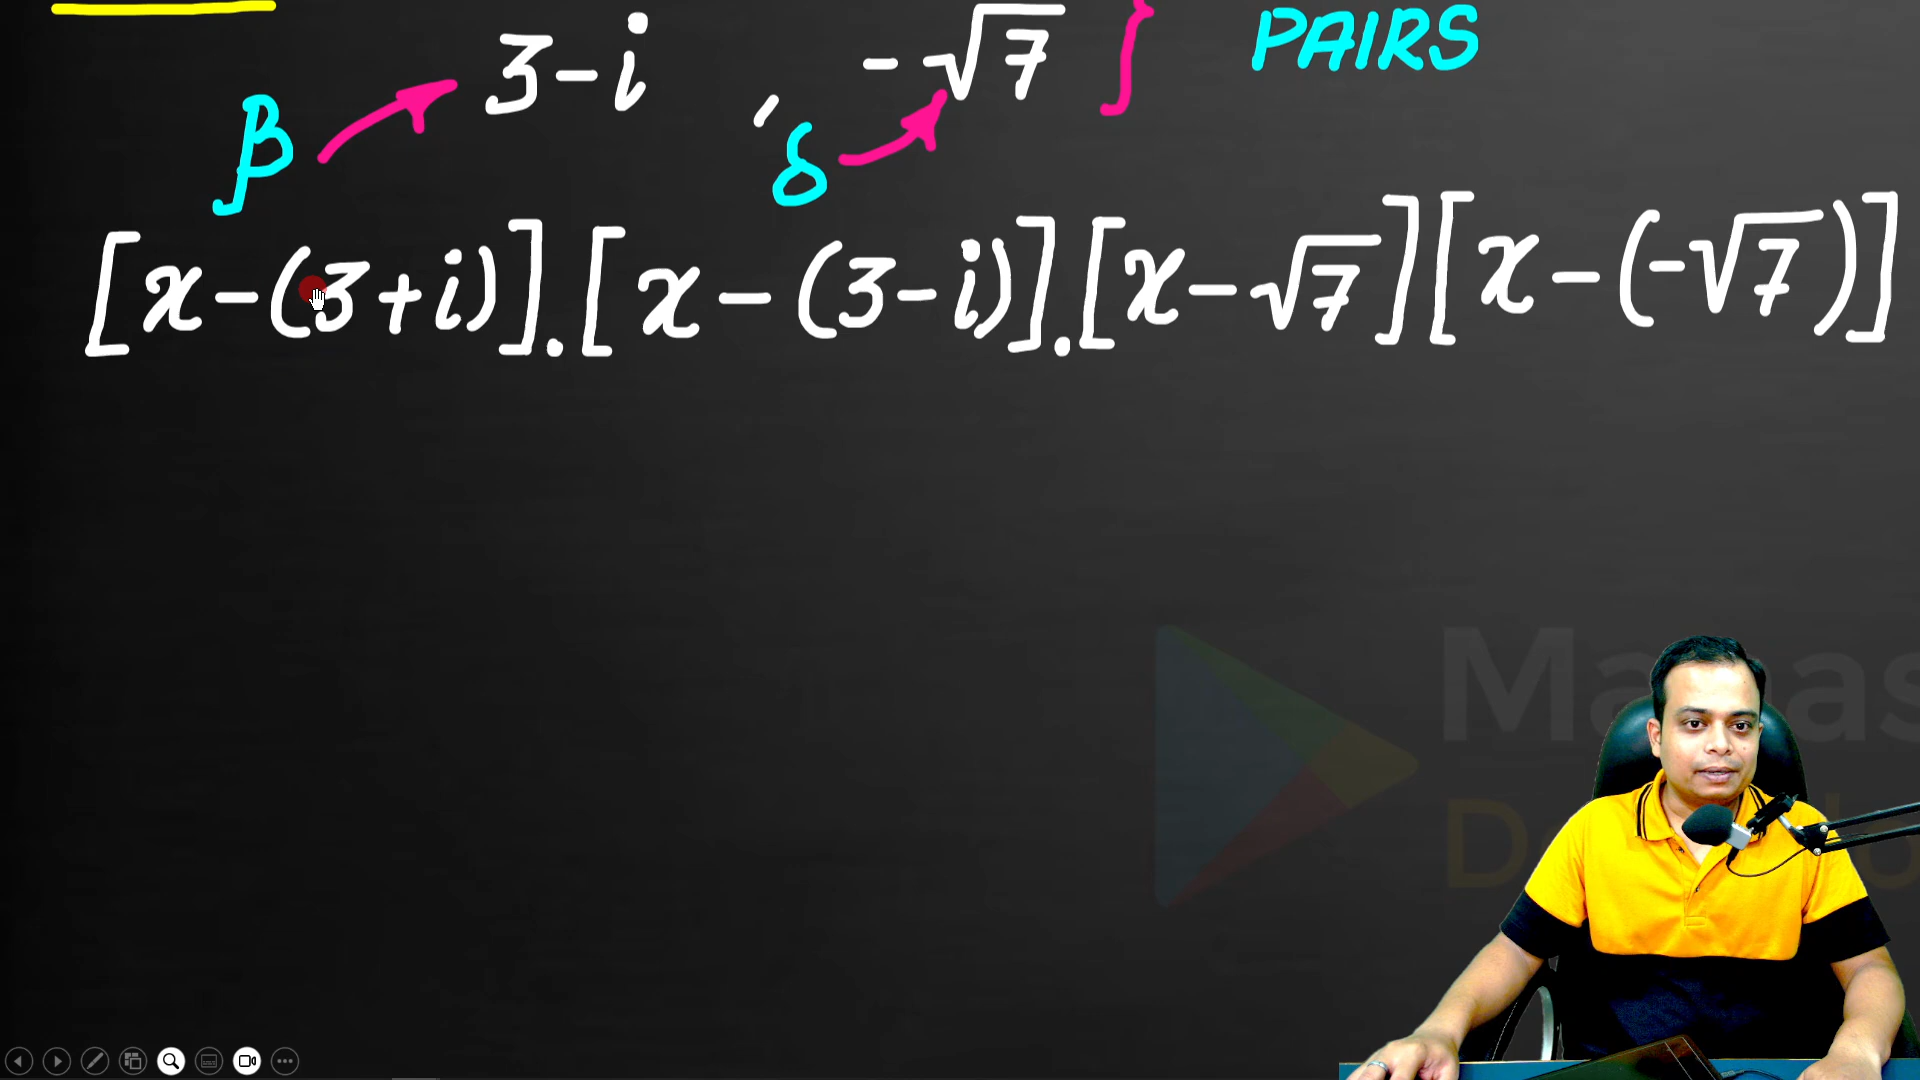 3-i , -√7 } PAIRS
β δ
[x-(3+i)].[x-(3-i)].[x-√7][x-(-√7)]